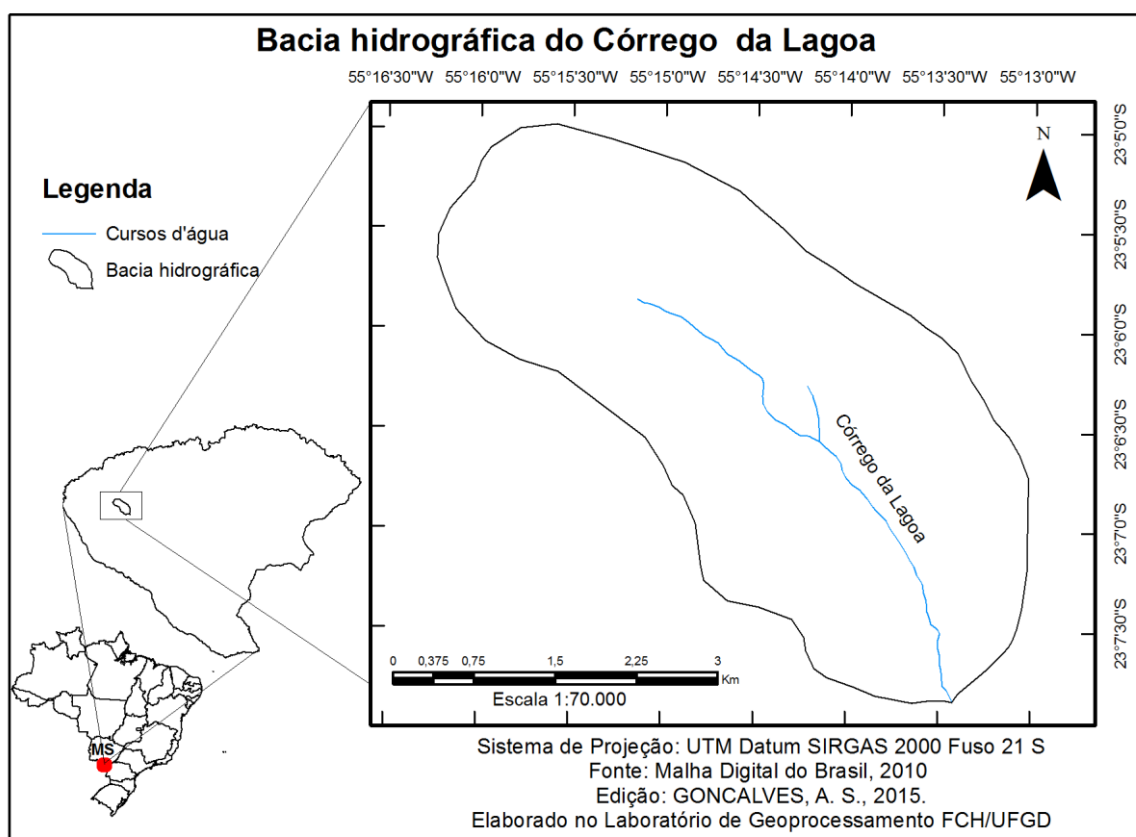 Bacia hidrográfica do Córrego da Lagoa
55°16'30"W 55°16'0"W 55°15'30"W 55°15'0"W 55°14'30"W 55°14'0"W 55°13'30"W 55°13'0"W
N
23°5'0"S
23°5'30"S
23°6'0"S
23°6'30"S
23°7'0"S
23°7'30"S
Legenda
Cursos d'água
Bacia hidrográfica
Córrego da Lagoa
0 0,375 0,75 1,5 2,25 3
Km
Escala 1:70.000
MS
Sistema de Projeção: UTM Datum SIRGAS 2000 Fuso 21 S
Fonte: Malha Digital do Brasil, 2010
Edição: GONCALVES, A. S., 2015.
Elaborado no Laboratório de Geoprocessamento FCH/UFGD